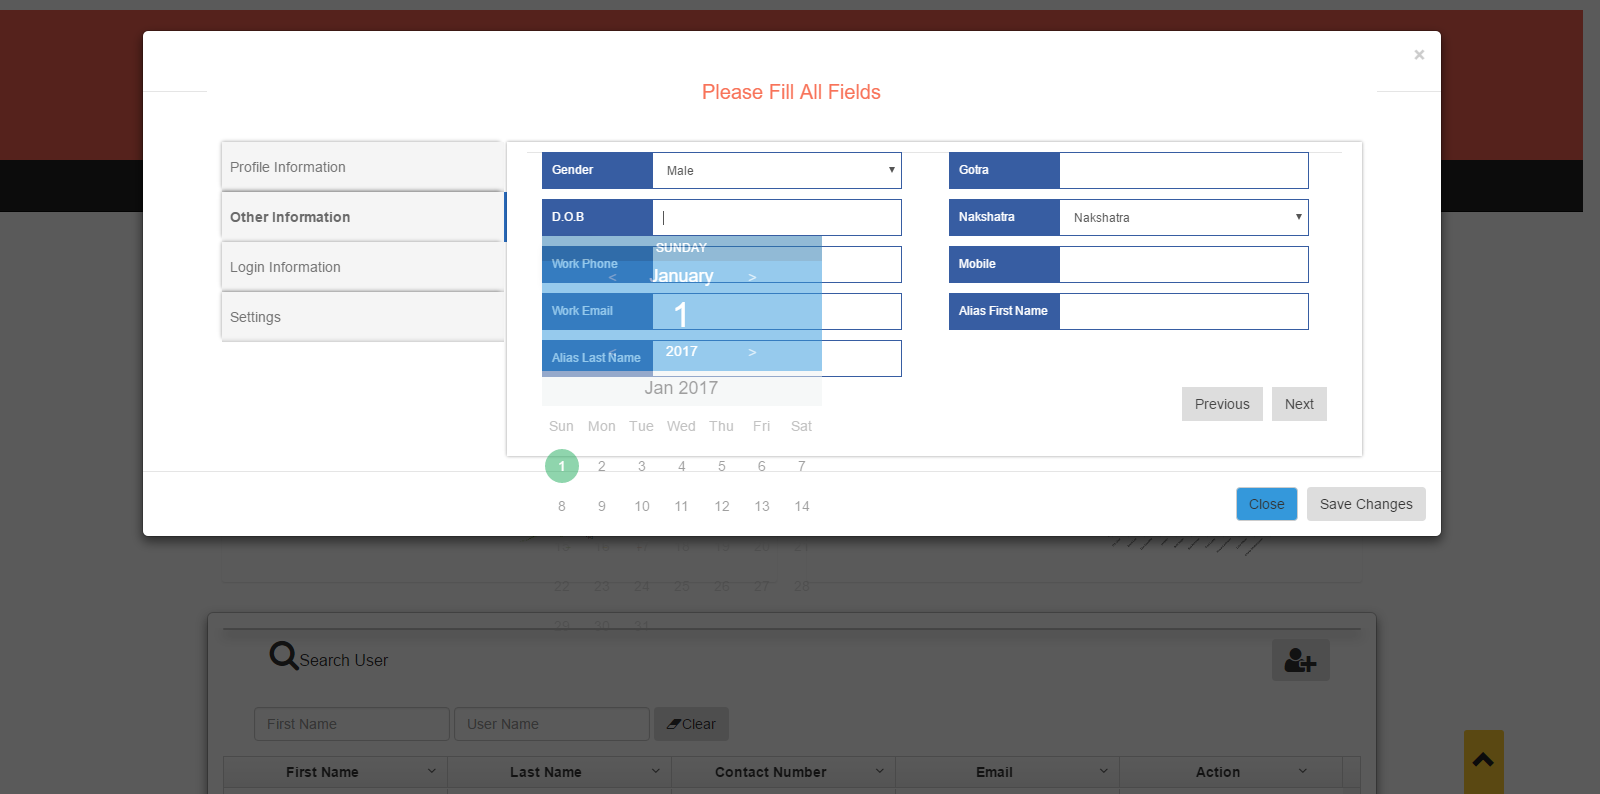 ×
Please Fill All Fields
Profile Information
Other Information
Login Information
Settings
Gender Male
Gotra
D.O.B
Nakshatra Nakshatra
Work Phone
Mobile
Work Email
Alias First Name
Alias Last Name
SUNDAY
< January >
1
< 2017 >
Jan 2017
Sun Mon Tue Wed Thu Fri Sat
1 2 3 4 5 6 7
8 9 10 11 12 13 14
15 16 17 18 19 20 21
22 23 24 25 26 27 28
29 30 31
Previous Next
Close Save Changes
Search User
First Name User Name Clear
First Name Last Name Contact Number Email Action